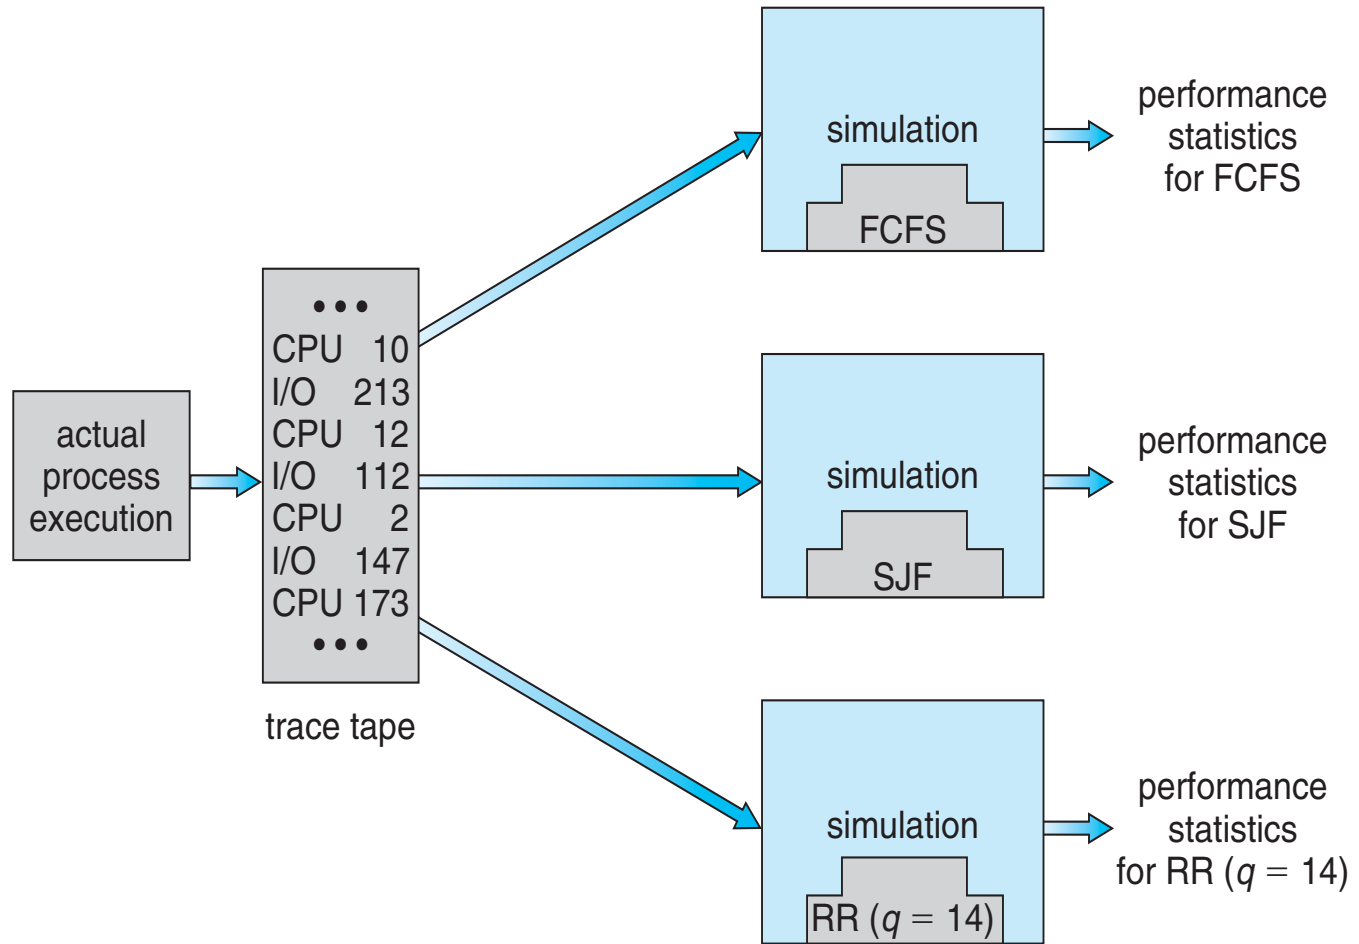 actual
process
execution
•••
CPU 10
I/O 213
CPU 12
I/O 112
CPU 2
I/O 147
CPU 173
•••
trace tape
simulation
FCFS
performance
statistics
for FCFS
simulation
SJF
performance
statistics
for SJF
simulation
RR (q = 14)
performance
statistics
for RR (q = 14)